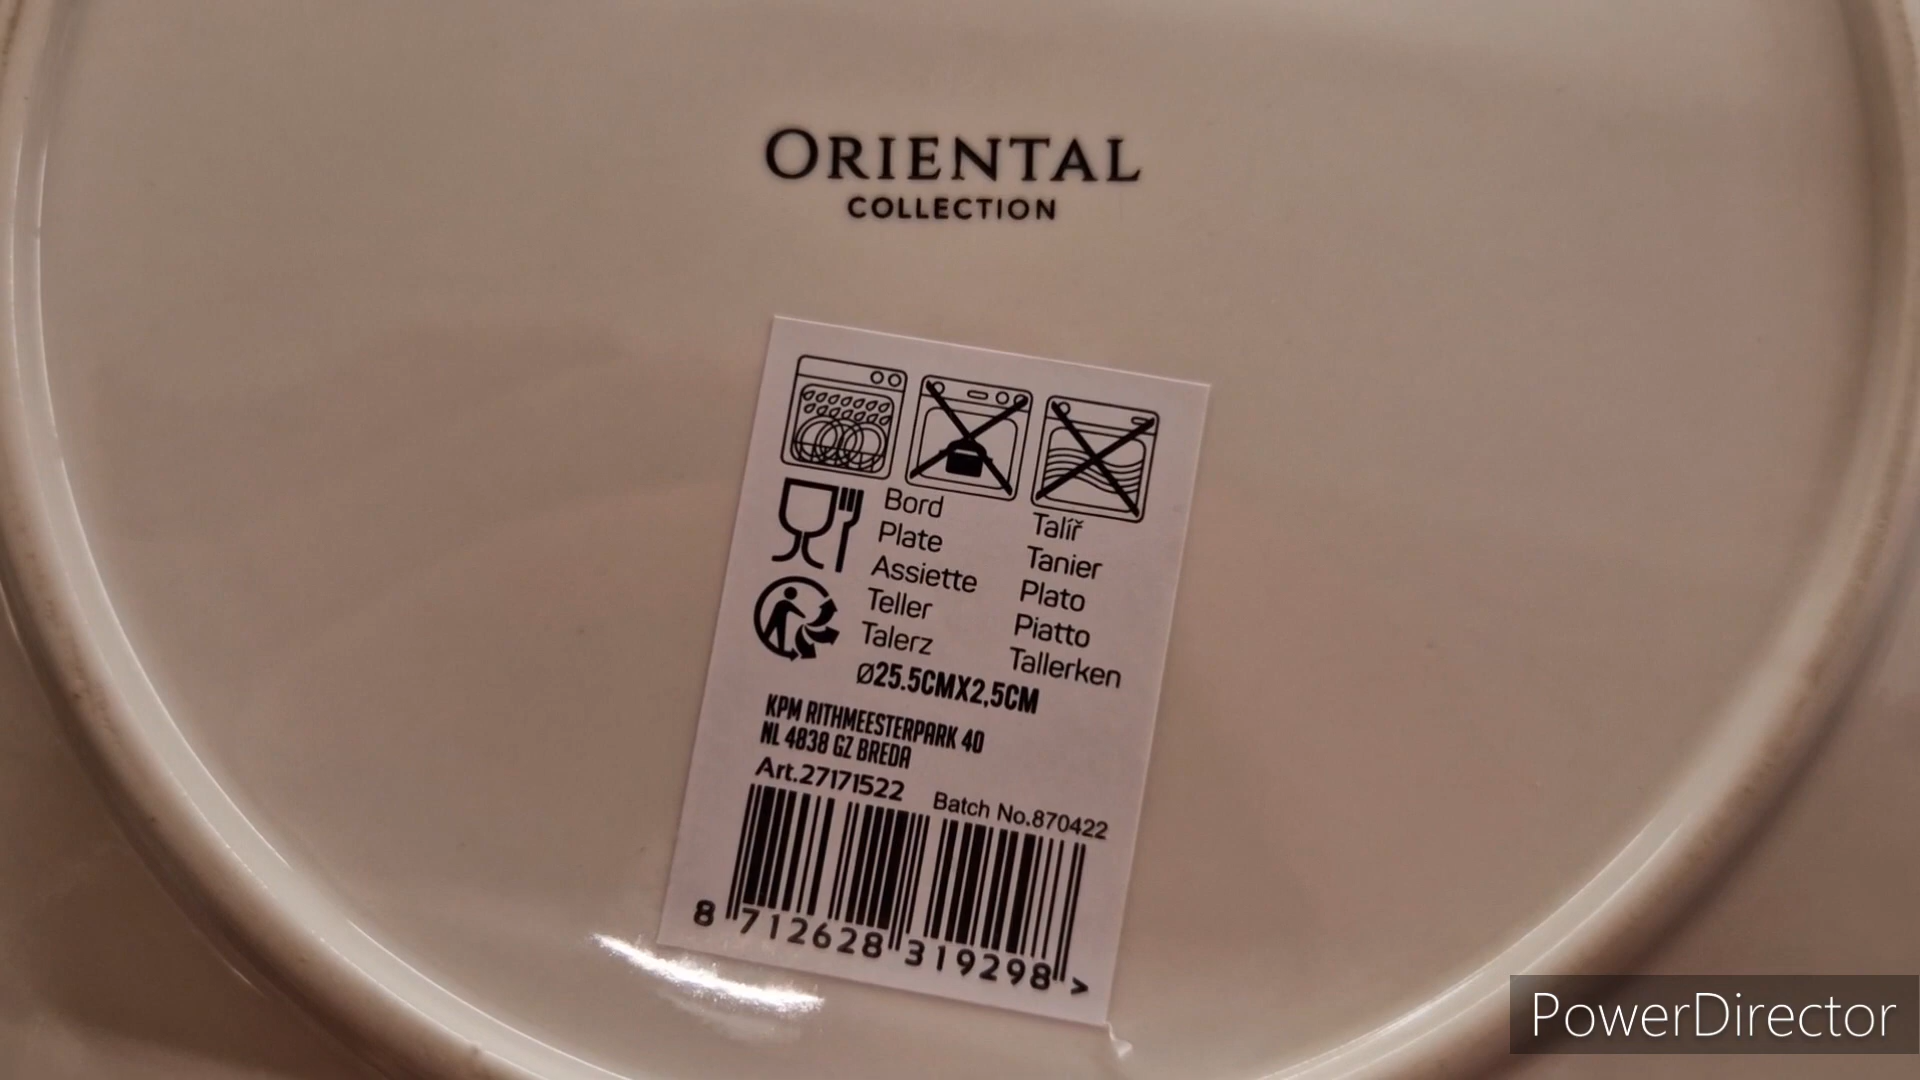 ORIENTAL
COLLECTION
Bord
Plate
Assiette
Teller
Talerz
Talíř
Tanier
Plato
Piatto
Tallerken
Ø25.5CMX2,5CM
KPM RITHMEESTERPARK 40
NL 4838 GZ BREDA
Art.27171522
Batch No.870422
8 712628 319298 >
PowerDirector